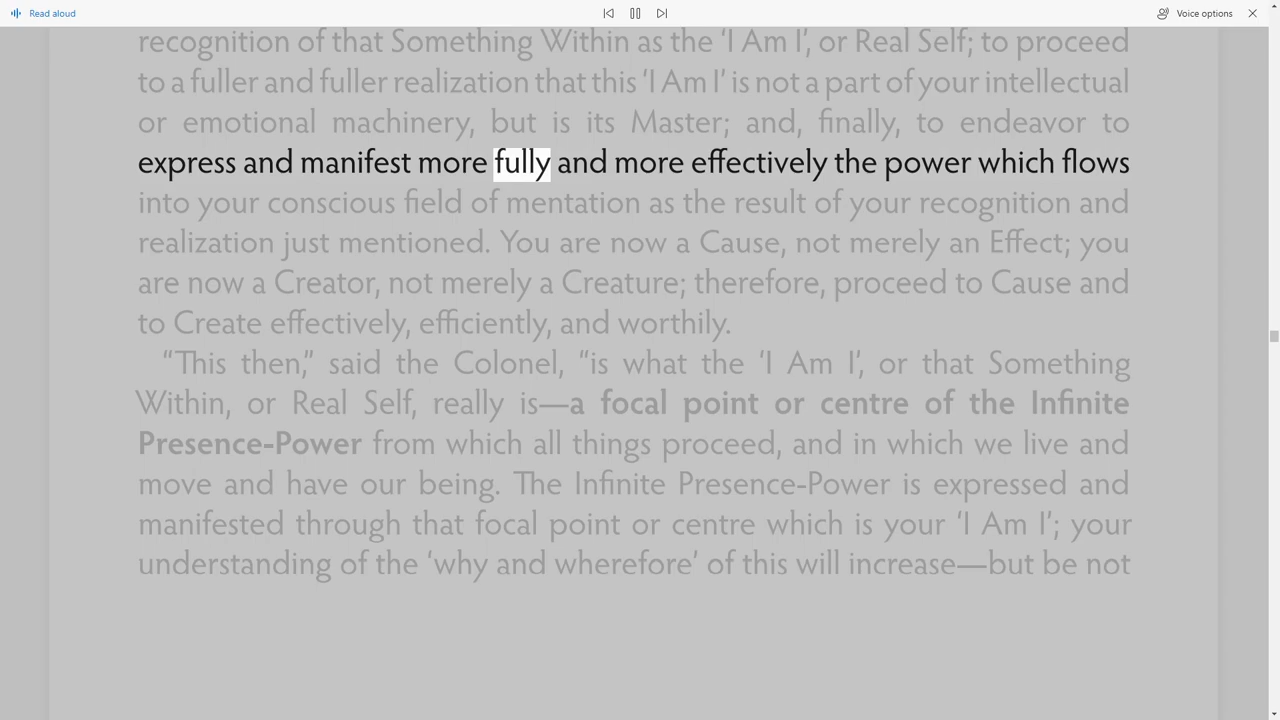 Read aloud
Voice options
recognition of that Something Within as the ‘I Am I’, or Real Self; to proceed
to a fuller and fuller realization that this ‘I Am I’ is not a part of your intellectual
or emotional machinery, but is its Master; and, finally, to endeavor to
express and manifest more fully and more effectively the power which flows
into your conscious field of mentation as the result of your recognition and
realization just mentioned. You are now a Cause, not merely an Effect; you
are now a Creator, not merely a Creature; therefore, proceed to Cause and
to Create effectively, efficiently, and worthily.
“This then,” said the Colonel, “is what the ‘I Am I’, or that Something
Within, or Real Self, really is—a focal point or centre of the Infinite
Presence-Power from which all things proceed, and in which we live and
move and have our being. The Infinite Presence-Power is expressed and
manifested through that focal point or centre which is your ‘I Am I’; your
understanding of the ‘why and wherefore’ of this will increase—but be not